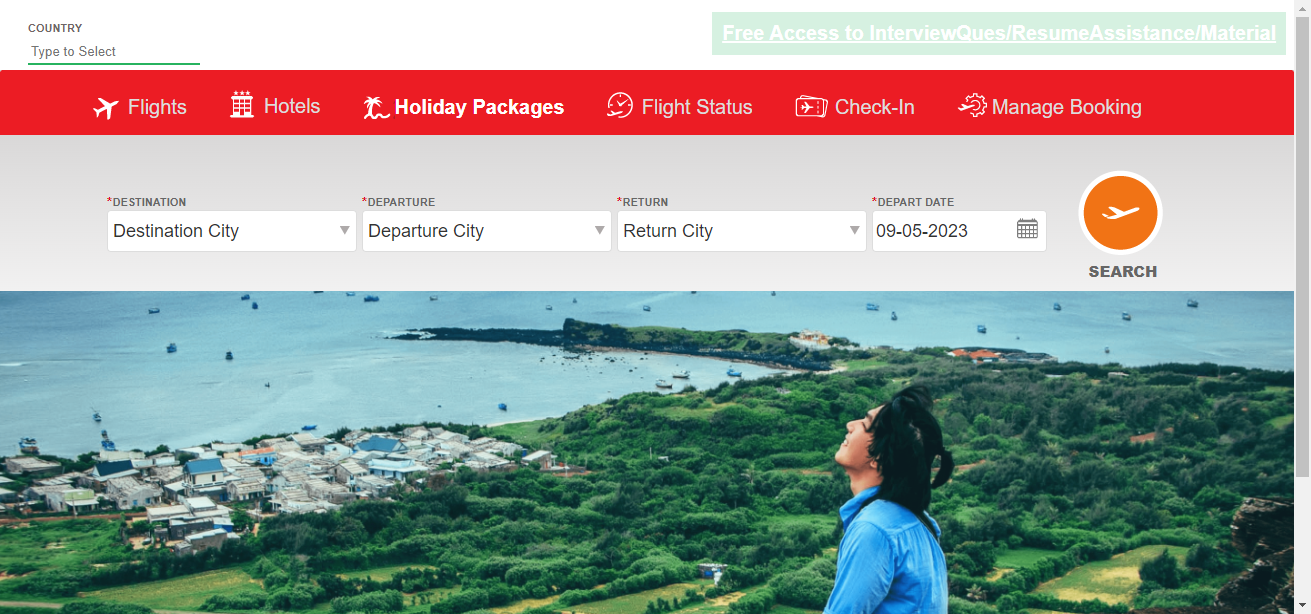 COUNTRY
Type to Select
Free Access to InterviewQues/ResumeAssistance/Material
Flights
Hotels
Holiday Packages
Flight Status
Check-In
Manage Booking
*DESTINATION
*DEPARTURE
*RETURN
*DEPART DATE
Destination City
Departure City
Return City
09-05-2023
SEARCH